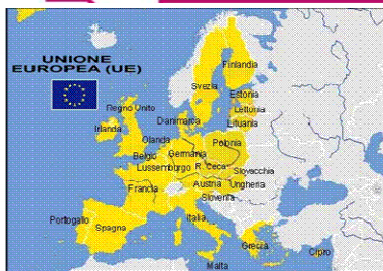 UNIONE
EUROPEA (UE)
Finlandia
Svezia
Estonia
Lettonia
Lituania
Regno Unito
Danimarca
Irlanda
Olanda
Polonia
Belgio
Germania
Lussemburgo
R. Ceca
Slovacchia
Francia
Austria
Ungheria
Slovenia
Portogallo
Italia
Spagna
Grecia
Cipro
Malta